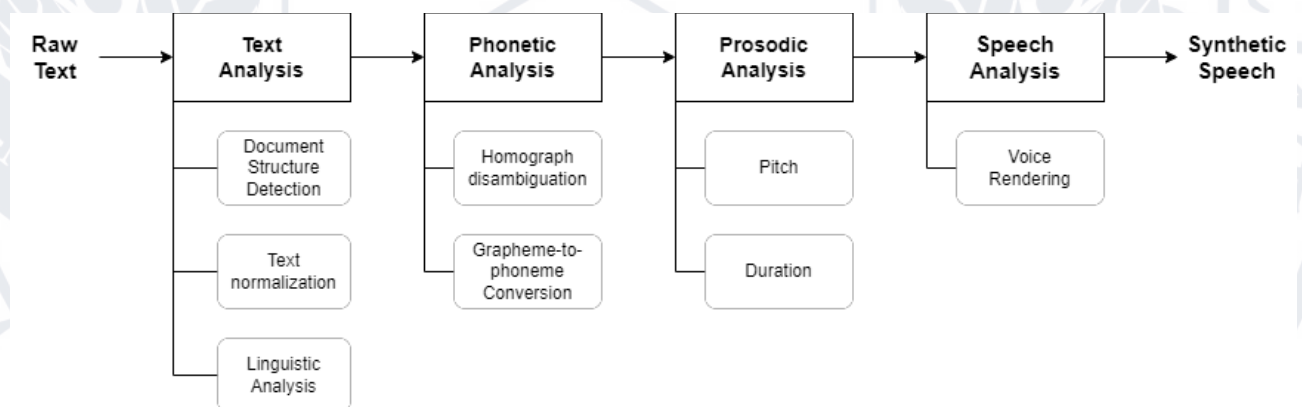 Raw
Text
Text
Analysis
Phonetic
Analysis
Prosodic
Analysis
Speech
Analysis
Synthetic
Speech
Document
Structure
Detection
Text
normalization
Linguistic
Analysis
Homograph
disambiguation
Grapheme-to-
phoneme
Conversion
Pitch
Duration
Voice
Rendering